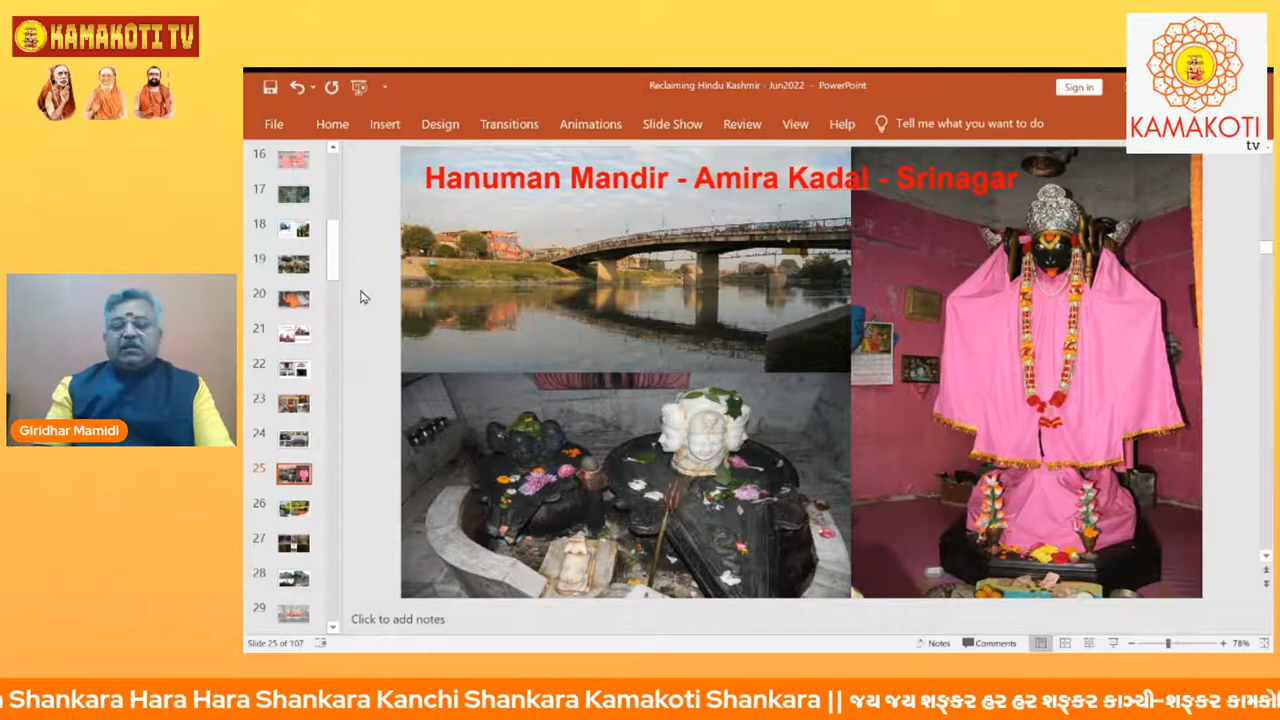 KAMAKOTI TV
KAMAKOTI
tv
Reclaiming Hindu Kashmir - Jun2022 - PowerPoint
Sign in
File Home Insert Design Transitions Animations Slide Show Review View Help Tell me what you want to do
16
17
18
19
20
21
22
23
24
25
26
27
28
29
Hanuman Mandir - Amira Kadal - Srinagar
Giridhar Mamidi
Click to add notes
Slide 25 of 107
Notes Comments 78%
Shankara Hara Hara Shankara Kanchi Shankara Kamakoti Shankara || જય જય શઙ્કર હર હર શઙ્કર કાઞ્ચી-શઙ્કર કામકો